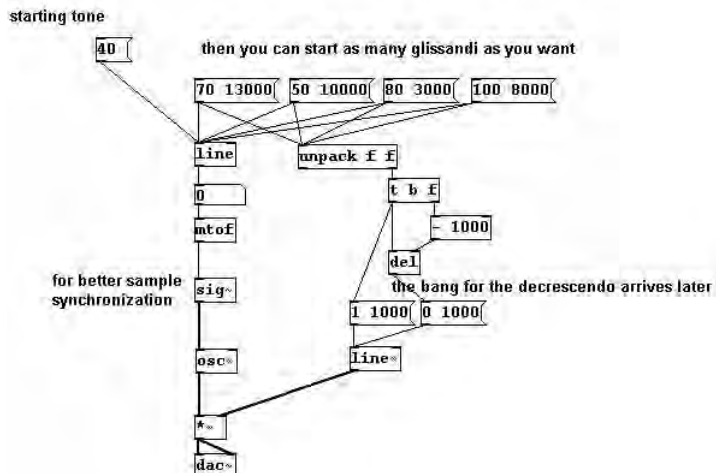 starting tone
40
then you can start as many glissandi as you want
70 13000
50 10000
80 3000
100 8000
line
unpack f f
0
t b f
mtof
- 1000
del
for better sample
synchronization
sig~
the bang for the decrescendo arrives later
1 1000
0 1000
osc~
line~
*~
dac~